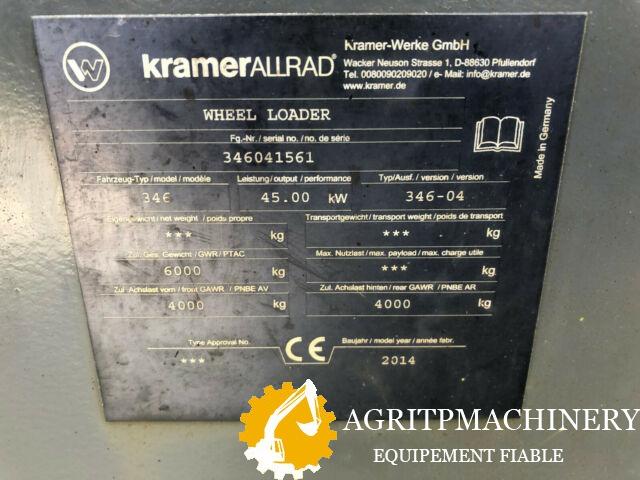 W
kramerALLRAD®
Kramer-Werke GmbH
Wacker Neuson Strasse 1, D-88630 Pfullendorf
Tel. 0080090209020 / e- Mail: info@kramer.de
www.kramer.de
WHEEL LOADER
Fg.-Nr./ serial no. / no. de série
346041561
Made in Germany
Fahrzeug-Typ / model / modèle
Leistung / output / performance
Typ/Ausf. / version / version
346
45.00 kW
346-04
Eigengewicht / net weight / poids propre
Transportgewicht / transport weight / poids de transport
*** kg
*** kg
Zul. Ges. Gewicht / GWR / PTAC
Max. Nutzlast / max. payload / max. charge utile
6000 kg
*** kg
Zul. Achslast vorn / front GAWR / PNBE AV
Zul. Achslast hinten / rear GAWR / PNBE AR
4000 kg
4000 kg
Type Approval No.
CE
Baujahr / model year / année fabr.
***
2014
AGRITPMACHINERY
EQUIPEMENT FIABLE